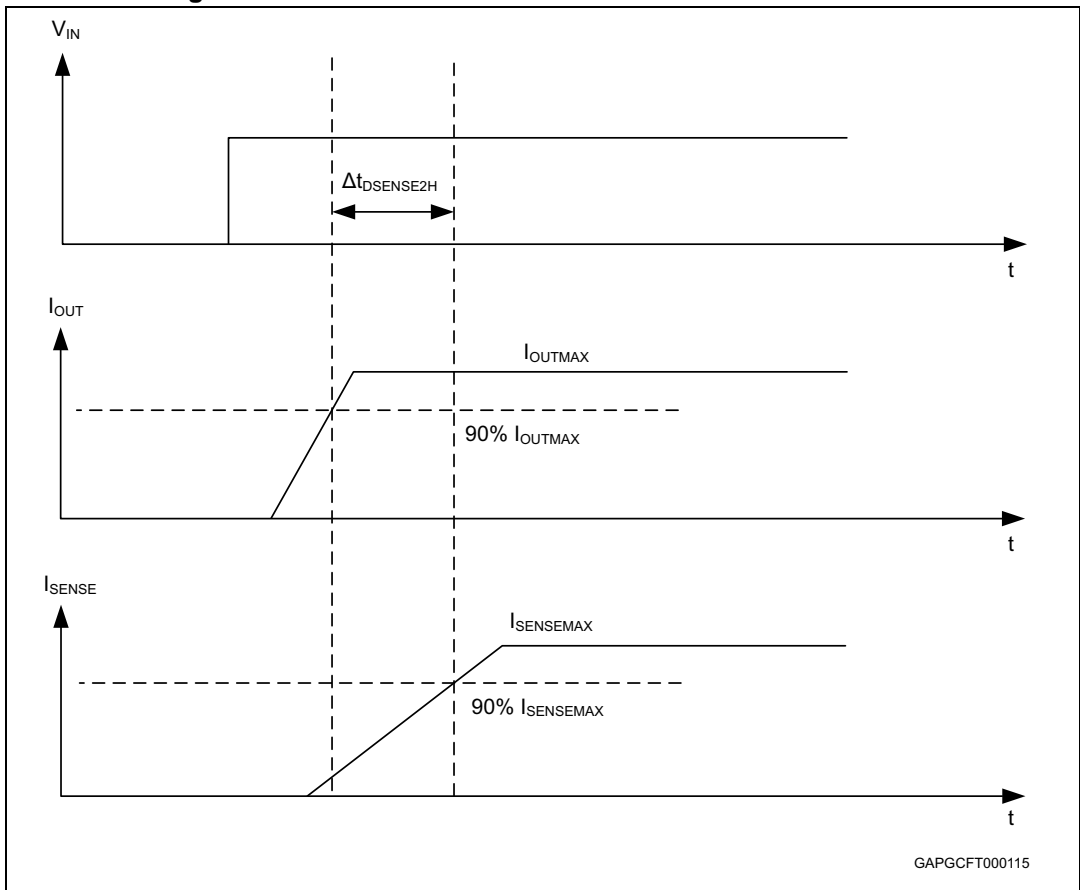 V_IN
Δt_DSENSE2H
t
I_OUT
I_OUTMAX
90% I_OUTMAX
t
I_SENSE
I_SENSEMAX
90% I_SENSEMAX
t
GAPGCFT000115